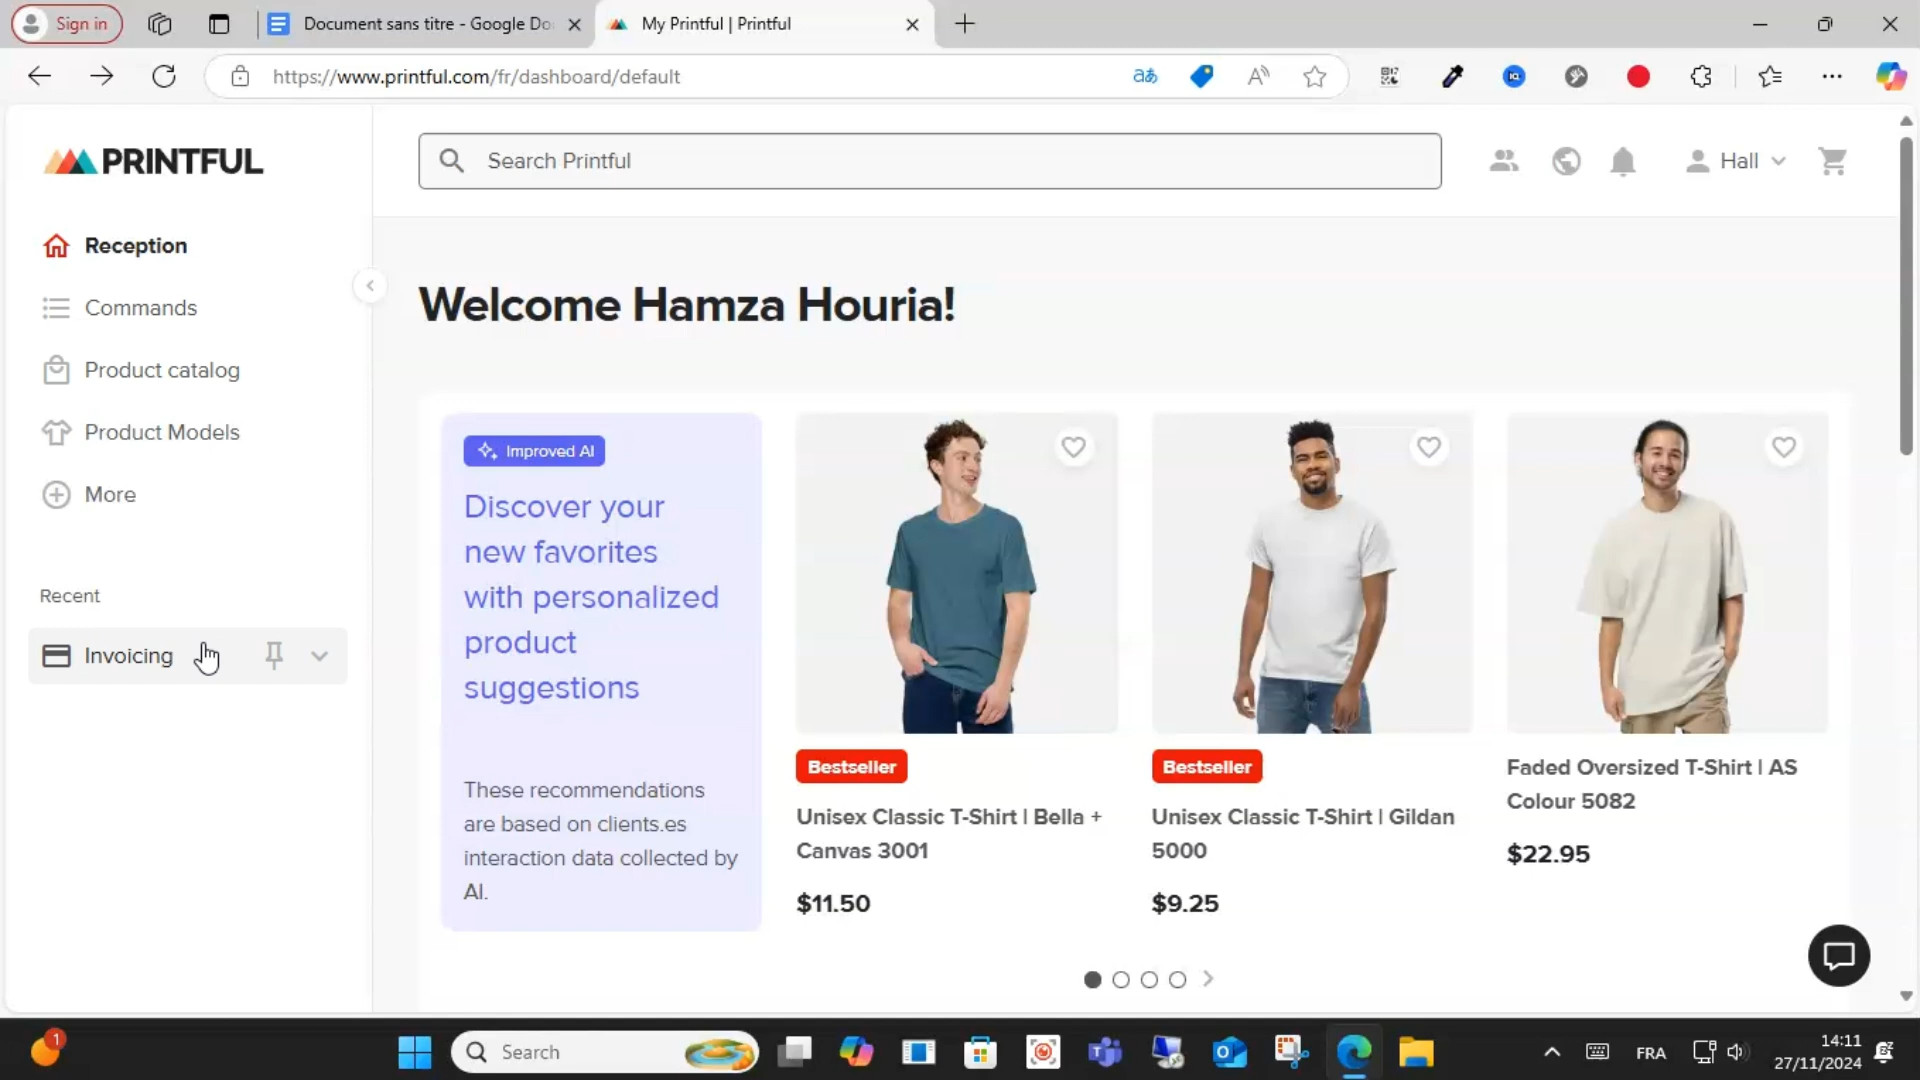 Sign in
Document sans titre - Google Do
My Printful | Printful
https://www.printful.com/fr/dashboard/default
PRINTFUL
Search Printful
Hall
Reception
Commands
Product catalog
Product Models
More
Recent
Invoicing
Welcome Hamza Houria!
Improved AI
Discover your
new favorites
with personalized
product
suggestions
These recommendations
are based on clients.es
interaction data collected by
AI.
Bestseller
Unisex Classic T-Shirt | Bella +
Canvas 3001
$11.50
Bestseller
Unisex Classic T-Shirt | Gildan
5000
$9.25
Faded Oversized T-Shirt | AS
Colour 5082
$22.95
1
Search
FRA
14:11
27/11/2024